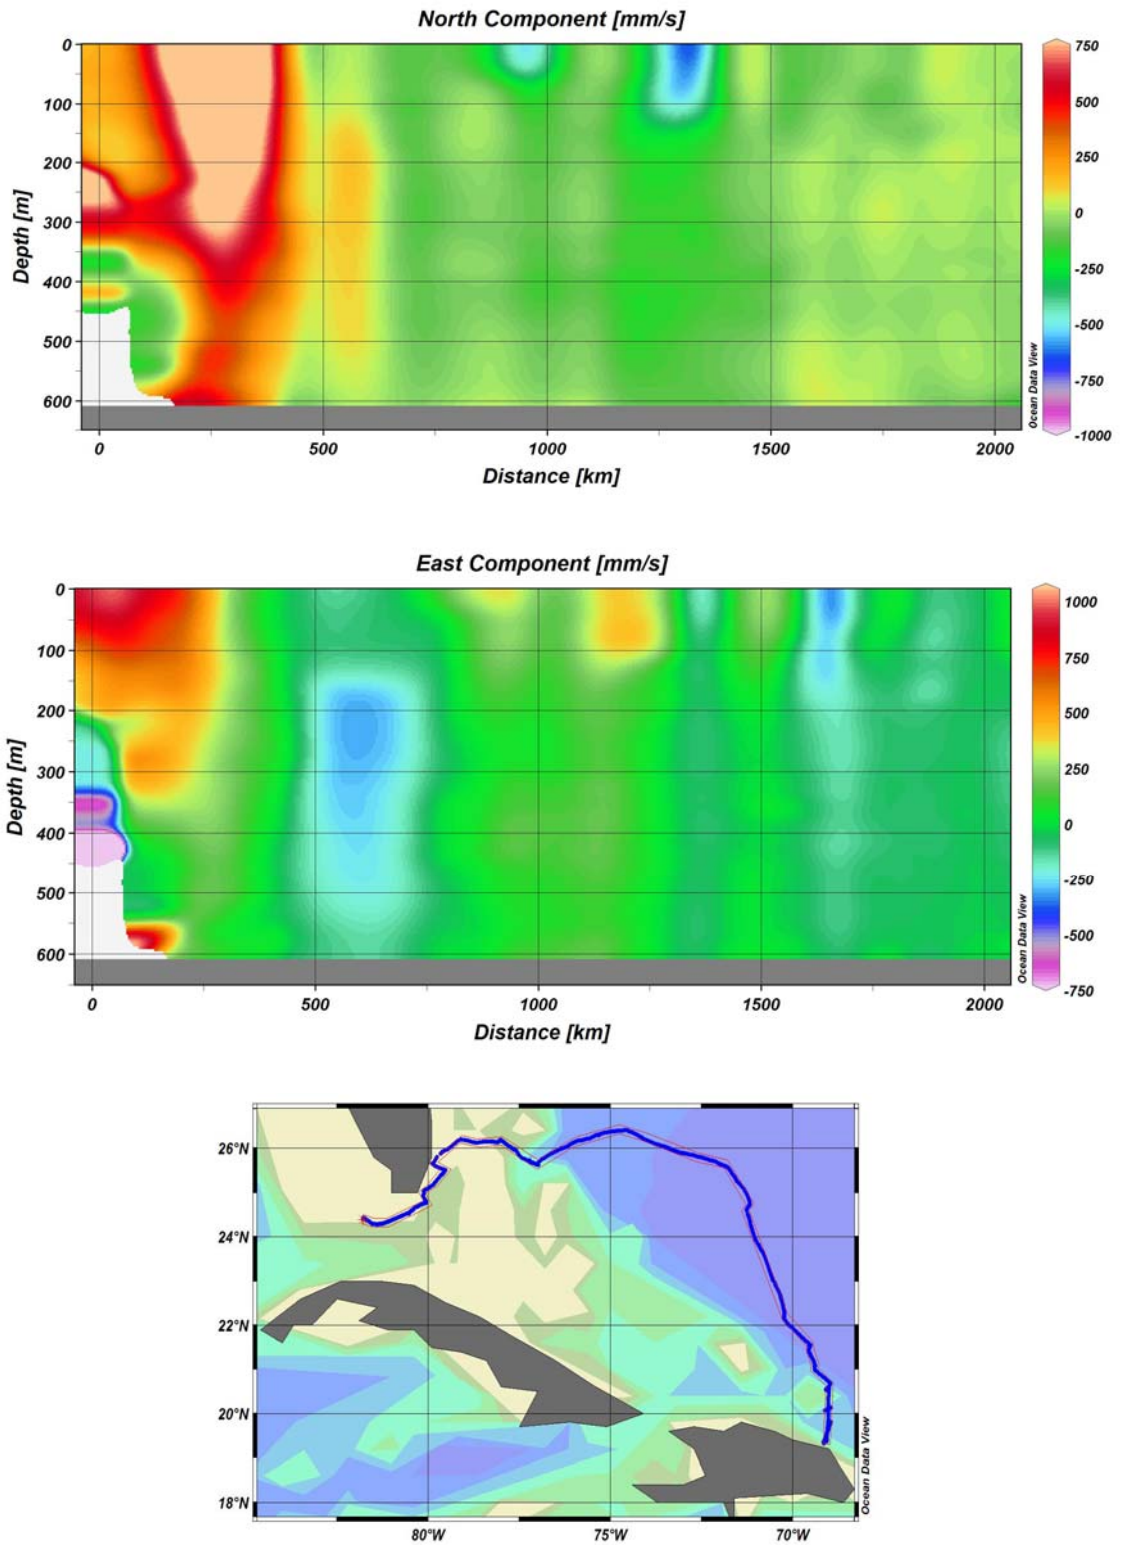 North Component [mm/s]
0
100
200
300
400
500
600
Depth [m]
0
500
1000
1500
2000
Distance [km]
750
500
250
0
-250
-500
-750
-1000
Ocean Data View
East Component [mm/s]
0
100
200
300
400
500
600
Depth [m]
0
500
1000
1500
2000
Distance [km]
1000
750
500
250
0
-250
-500
-750
Ocean Data View
26°N
24°N
22°N
20°N
18°N
80°W
75°W
70°W
Ocean Data View